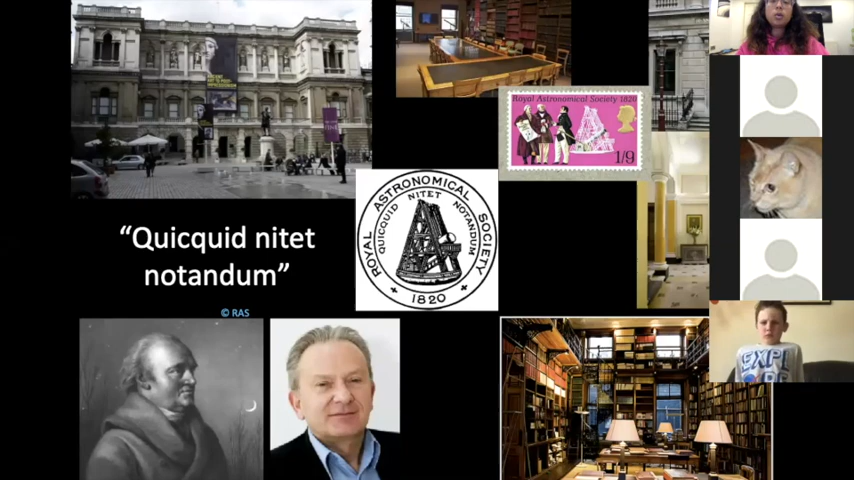 Royal Astronomical Society 1820
1/9
"Quicquid nitet
notandum"
ROYAL ASTRONOMICAL SOCIETY
QUICQUID NITET NOTANDUM
1820
© RAS
EXPL